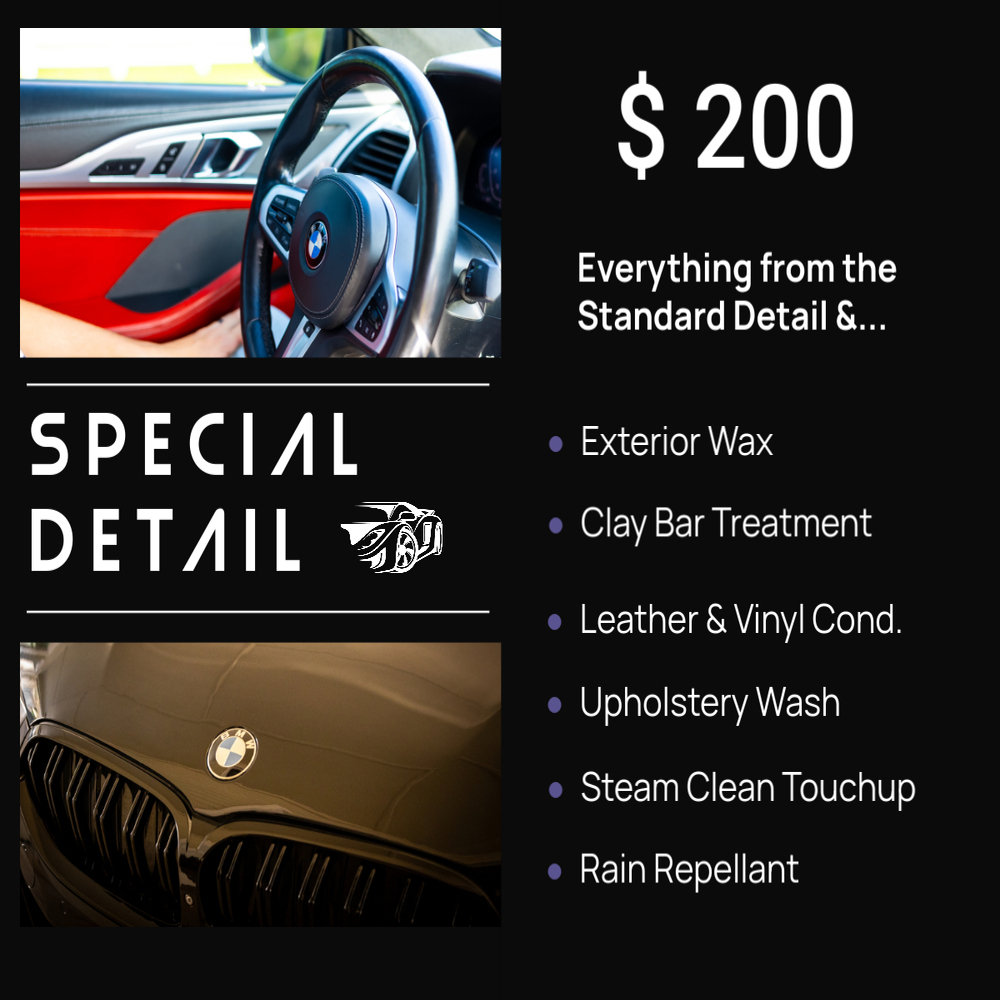 $ 200
Everything from the
Standard Detail &...
SPECIAL
DETAIL
Exterior Wax
Clay Bar Treatment
Leather & Vinyl Cond.
Upholstery Wash
Steam Clean Touchup
Rain Repellant
BMW